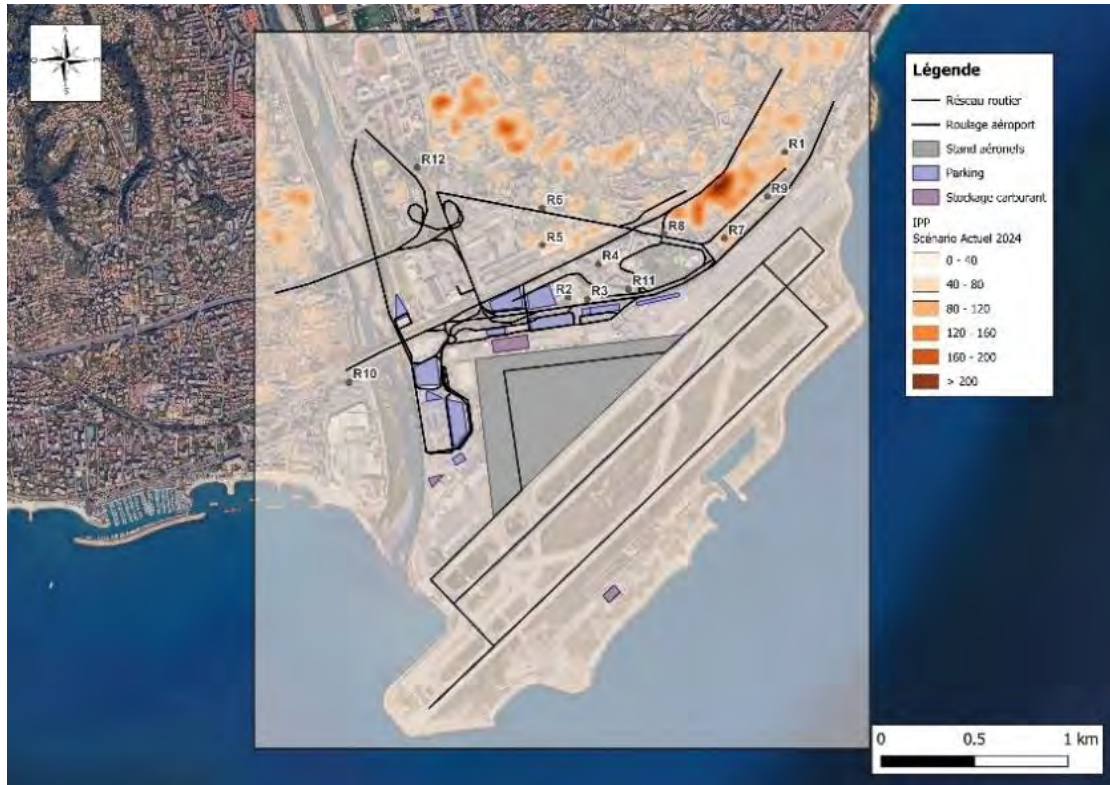 N
O E
S
Légende
Réseau routier
Roulage aéroport
Stand aéronefs
Parking
Stockage carburant
IPP
Scénario Actuel 2024
0 - 40
40 - 80
80 - 120
120 - 160
160 - 200
> 200
R1
R12
R9
R6
R8
R7
R5
R4
R11
R2
R3
R10
0 0.5 1 km